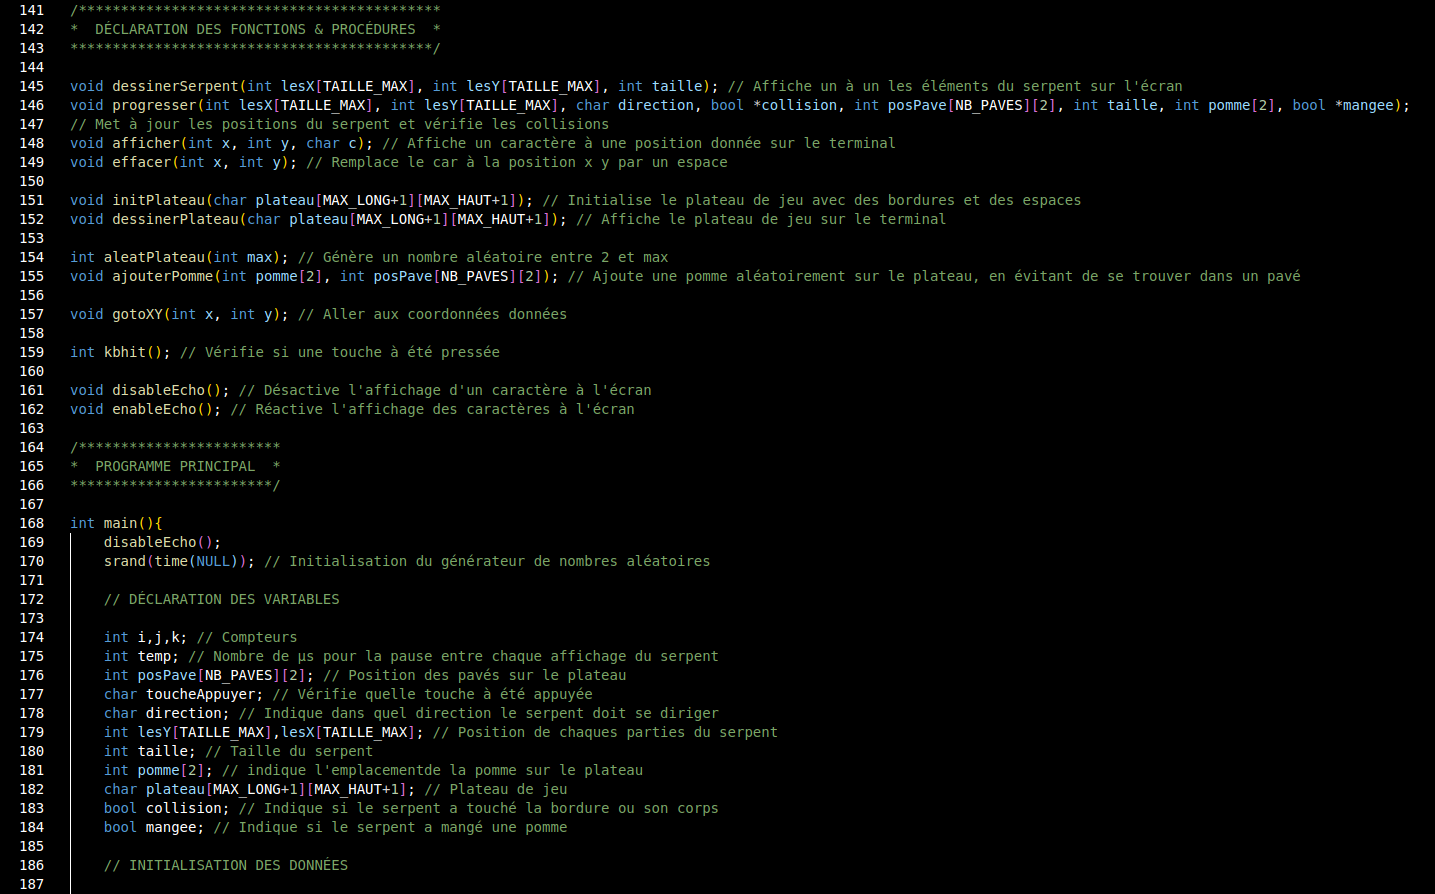 141 /*******************************************
142 *  DÉCLARATION DES FONCTIONS & PROCÉDURES  *
143 *******************************************/
144
145 void dessinerSerpent(int lesX[TAILLE_MAX], int lesY[TAILLE_MAX], int taille); // Affiche un à un les éléments du serpent sur l'écran
146 void progresser(int lesX[TAILLE_MAX], int lesY[TAILLE_MAX], char direction, bool *collision, int posPave[NB_PAVES][2], int taille, int pomme[2], bool *mangee);
147 // Met à jour les positions du serpent et vérifie les collisions
148 void afficher(int x, int y, char c); // Affiche un caractère à une position donnée sur le terminal
149 void effacer(int x, int y); // Remplace le car à la position x y par un espace
150
151 void initPlateau(char plateau[MAX_LONG+1][MAX_HAUT+1]); // Initialise le plateau de jeu avec des bordures et des espaces
152 void dessinerPlateau(char plateau[MAX_LONG+1][MAX_HAUT+1]); // Affiche le plateau de jeu sur le terminal
153
154 int aleatPlateau(int max); // Génère un nombre aléatoire entre 2 et max
155 void ajouterPomme(int pomme[2], int posPave[NB_PAVES][2]); // Ajoute une pomme aléatoirement sur le plateau, en évitant de se trouver dans un pavé
156
157 void gotoXY(int x, int y); // Aller aux coordonnées données
158
159 int kbhit(); // Vérifie si une touche à été pressée
160
161 void disableEcho(); // Désactive l'affichage d'un caractère à l'écran
162 void enableEcho(); // Réactive l'affichage des caractères à l'écran
163
164 /************************
165 *  PROGRAMME PRINCIPAL  *
166 ************************/
167
168 int main(){
169     disableEcho();
170     srand(time(NULL)); // Initialisation du générateur de nombres aléatoires
171
172     // DÉCLARATION DES VARIABLES
173
174     int i,j,k; // Compteurs
175     int temp; // Nombre de µs pour la pause entre chaque affichage du serpent
176     int posPave[NB_PAVES][2]; // Position des pavés sur le plateau
177     char toucheAppuyer; // Vérifie quelle touche à été appuyée
178     char direction; // Indique dans quel direction le serpent doit se diriger
179     int lesY[TAILLE_MAX],lesX[TAILLE_MAX]; // Position de chaques parties du serpent
180     int taille; // Taille du serpent
181     int pomme[2]; // indique l'emplacementde la pomme sur le plateau
182     char plateau[MAX_LONG+1][MAX_HAUT+1]; // Plateau de jeu
183     bool collision; // Indique si le serpent a touché la bordure ou son corps
184     bool mangee; // Indique si le serpent a mangé une pomme
185
186     // INITIALISATION DES DONNÉES
187